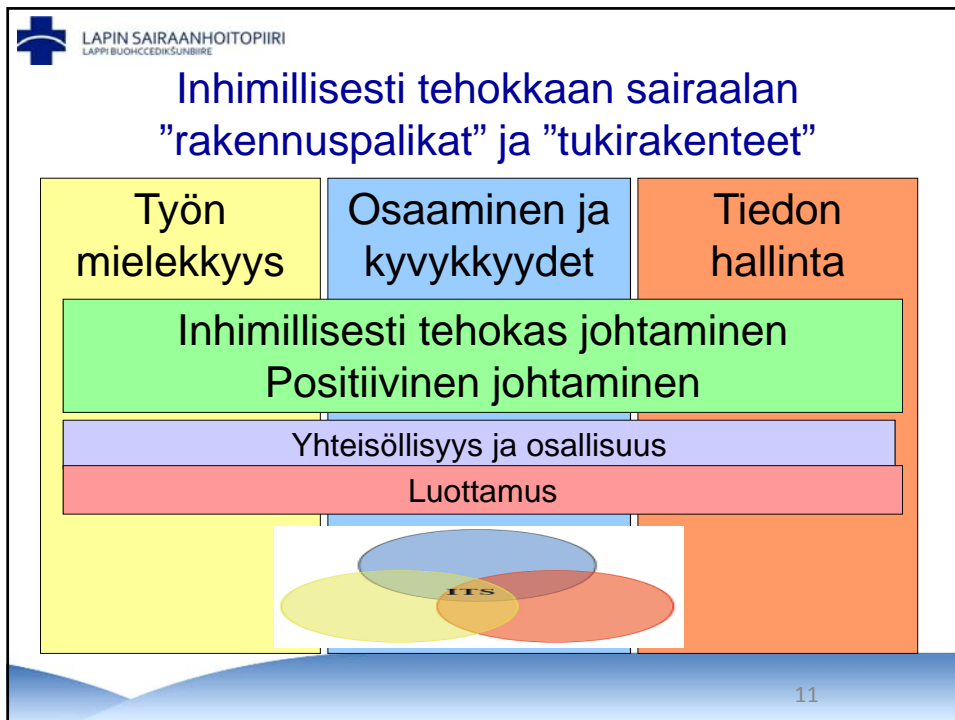 LAPIN SAIRAANHOITOPIIRI
LAPPI BUOHCCEDIKŠUNBIIRE
Inhimillisesti tehokkaan sairaalan
”rakennuspalikat” ja ”tukirakenteet”
Työn
mielekkyys
Osaaminen ja
kyvykkyydet
Tiedon
hallinta
Inhimillisesti tehokas johtaminen
Positiivinen johtaminen
Yhteisöllisyys ja osallisuus
Luottamus
ITS
11